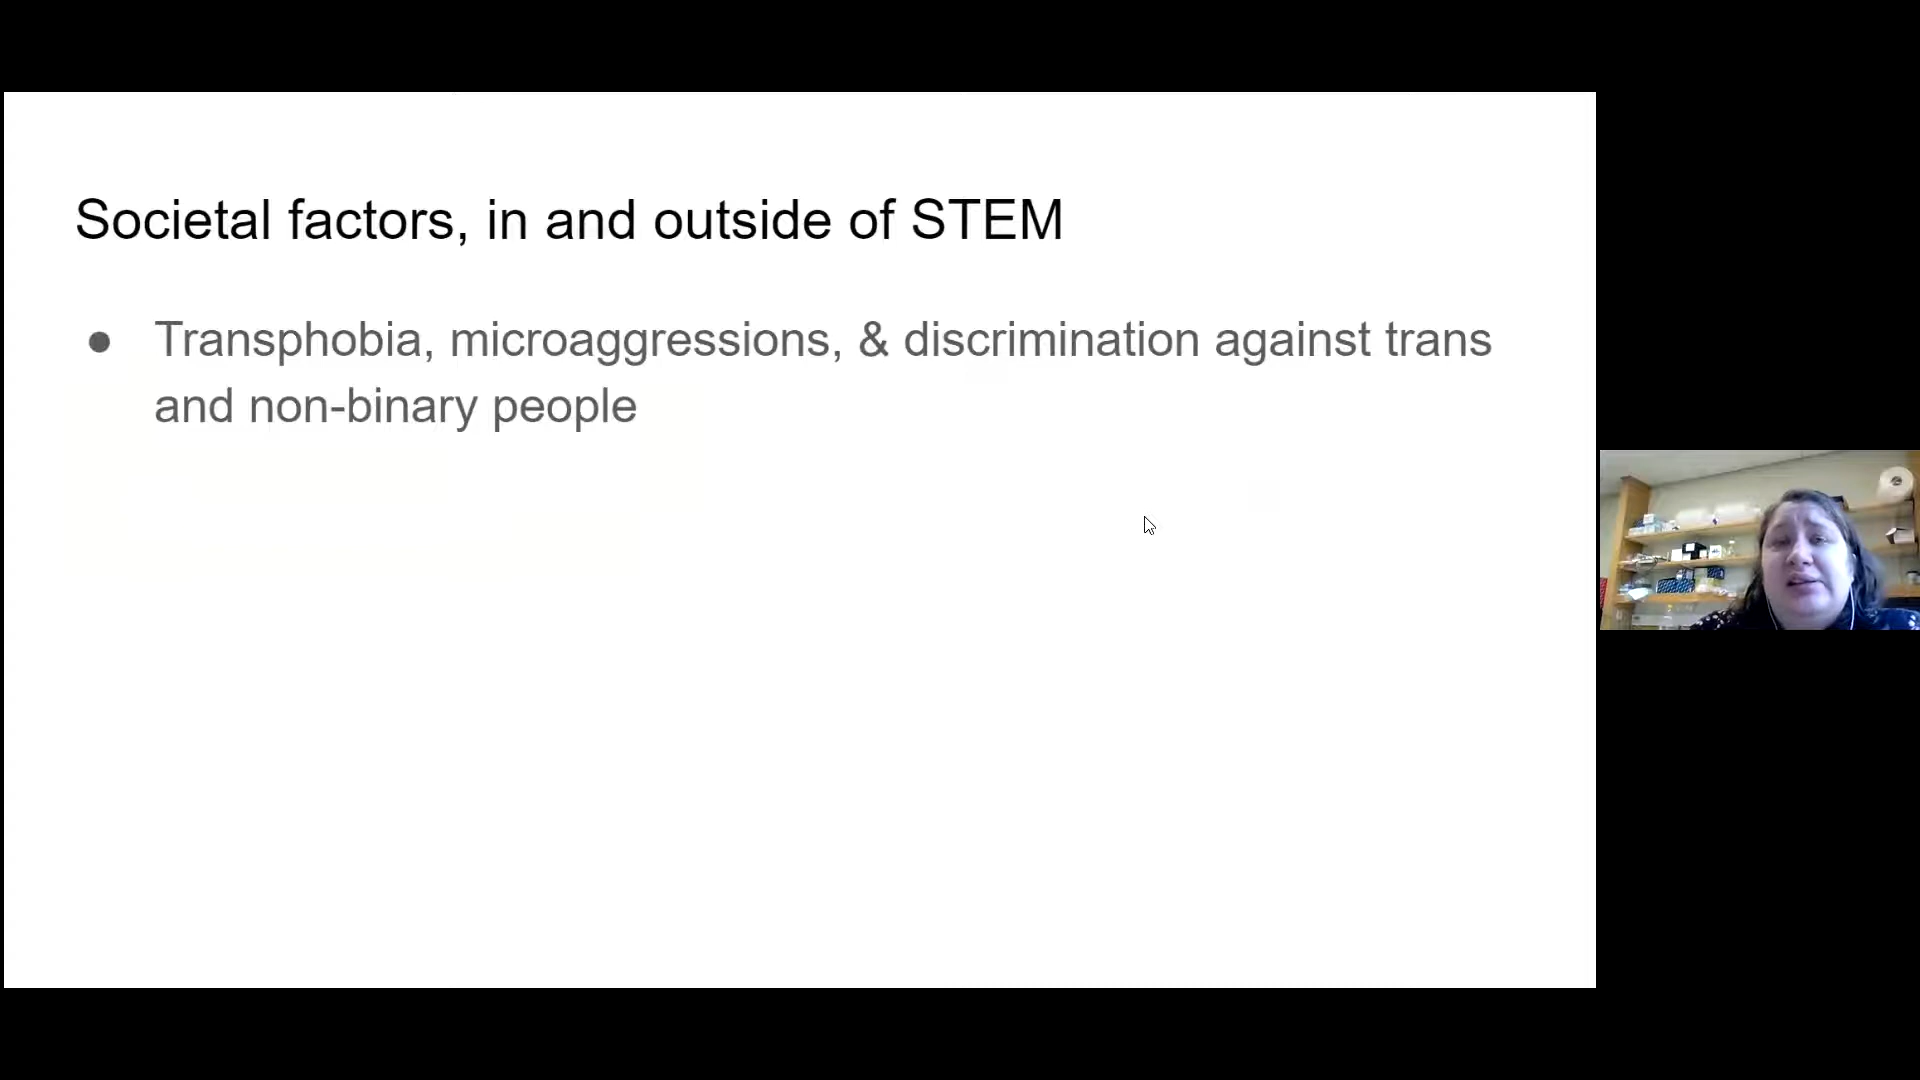 Societal factors, in and outside of STEM
● Transphobia, microaggressions, & discrimination against trans
and non-binary people